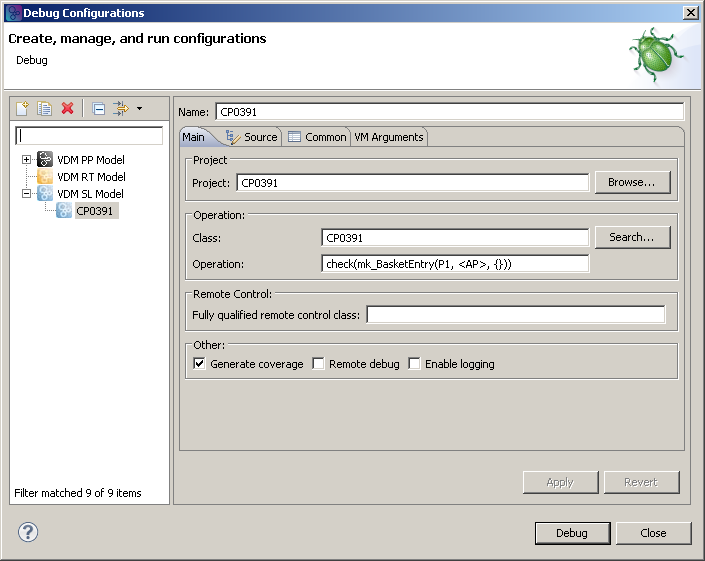 Debug Configurations
Create, manage, and run configurations
Debug
Name: CP0391
Main Source Common VM Arguments
VDM PP Model
VDM RT Model
VDM SL Model
CP0391
Filter matched 9 of 9 items
Project
Project: CP0391 Browse...
Operation:
Class: CP0391 Search...
Operation: check(mk_BasketEntry(P1, <AP>, {}))
Remote Control:
Fully qualified remote control class:
Other:
Generate coverage Remote debug Enable logging
Apply Revert
? Debug Close